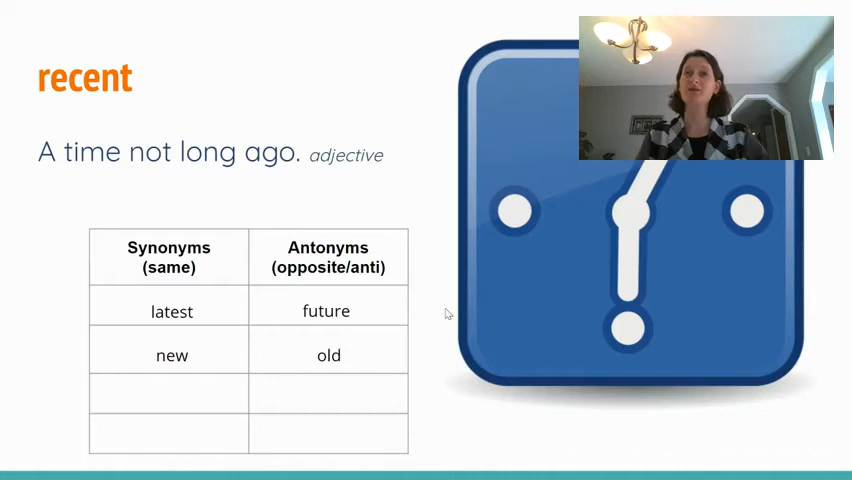 recent
A time not long ago. adjective
Synonyms Antonyms
(same) (opposite/anti)
latest future
new old